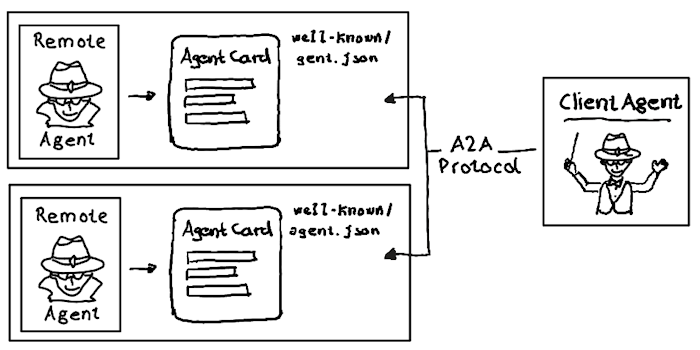 Remote
Agent
Agent Card
well-known/
gent.json
Remote
Agent
Agent Card
well-known/
agent.json
A2A
Protocol
Client Agent